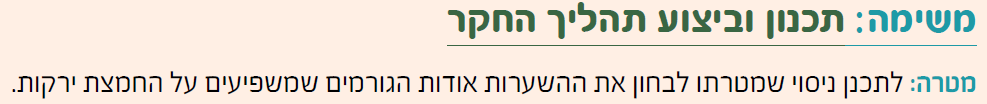 משימה: תכנון וביצוע תהליך החקר
מטרה: לתכנן ניסוי שמטרתו לבחון את ההשערות אודות הגורמים שמשפיעים על החמצת ירקות.